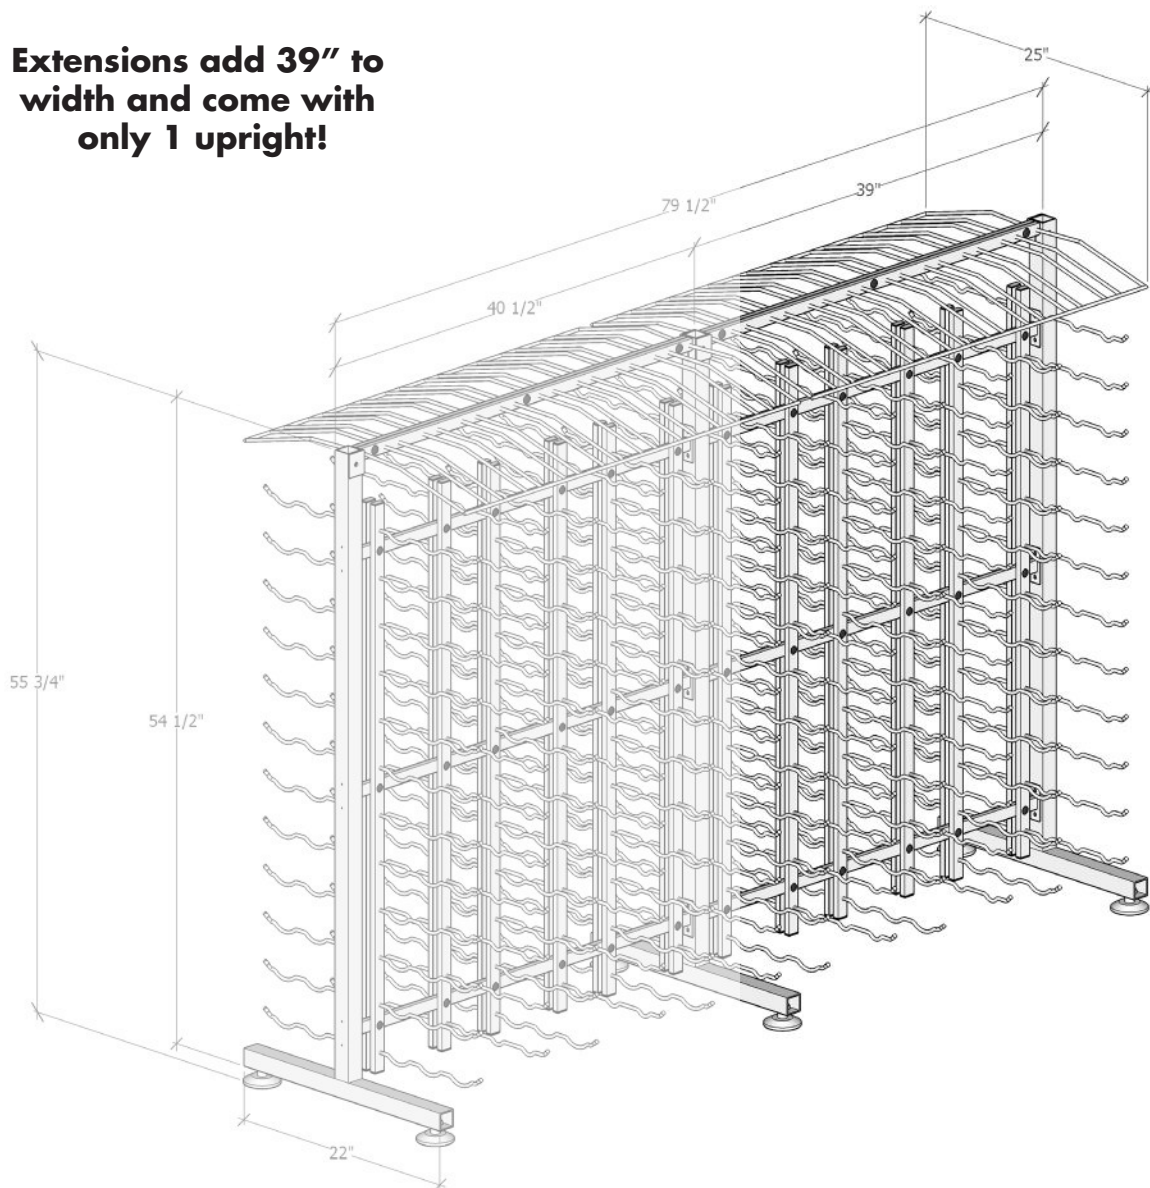 Extensions add 39” to
width and come with
only 1 upright!
25"
39"
79 1/2"
40 1/2"
55 3/4"
54 1/2"
22"